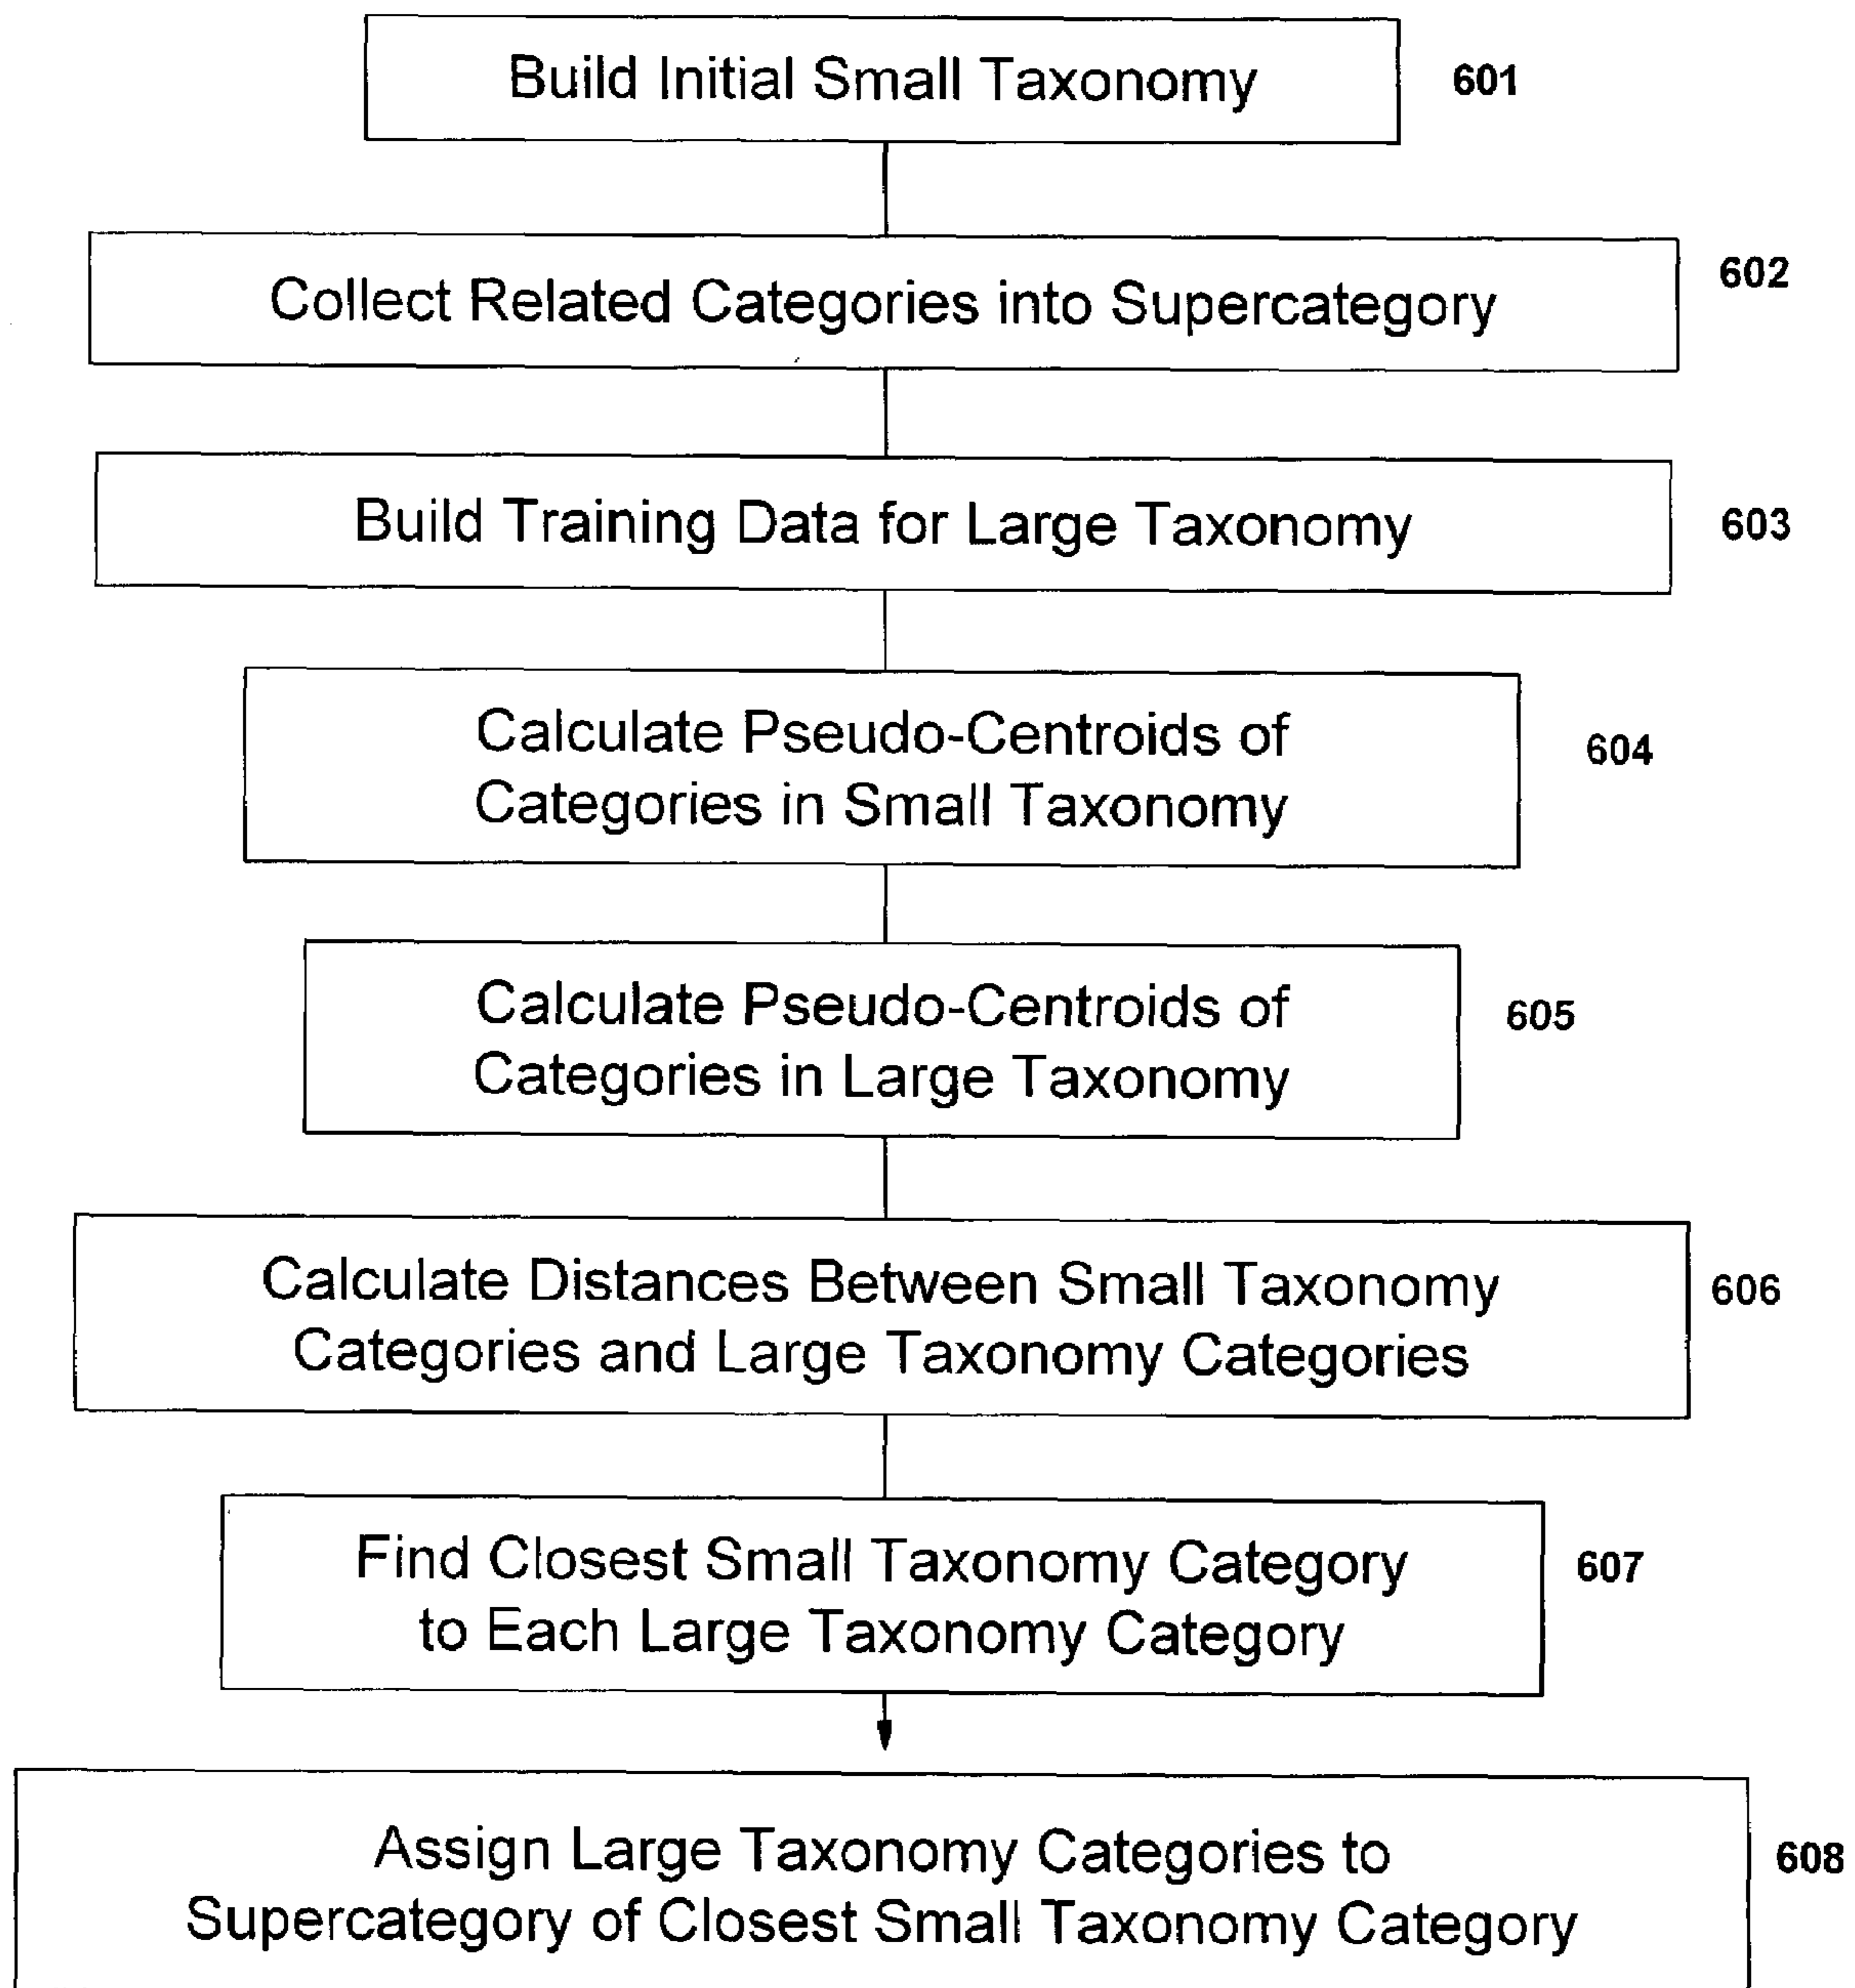 Build Initial Small Taxonomy
601
Collect Related Categories into Supercategory
602
Build Training Data for Large Taxonomy
603
Calculate Pseudo-Centroids of
Categories in Small Taxonomy
604
Calculate Pseudo-Centroids of
Categories in Large Taxonomy
605
Calculate Distances Between Small Taxonomy
Categories and Large Taxonomy Categories
606
Find Closest Small Taxonomy Category
to Each Large Taxonomy Category
607
Assign Large Taxonomy Categories to
Supercategory of Closest Small Taxonomy Category
608